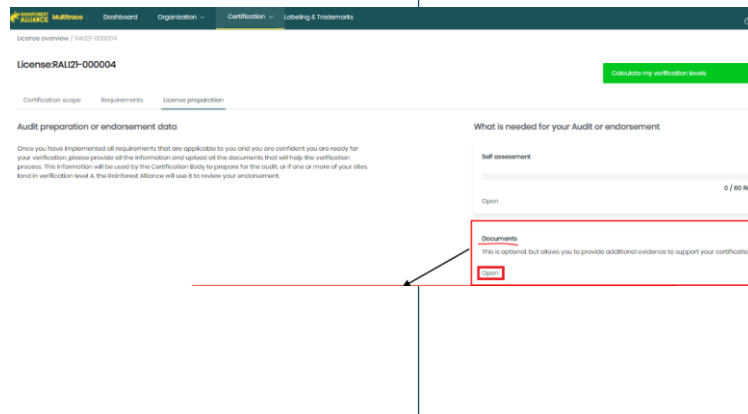 RAINFOREST ALLIANCE Multitrace Dashboard Organization Certification Labeling & Trademarks
License overview / RALI21-000004
License:RALI21-000004
Calculate my verification levels
Certification scope Requirements License preparation
Audit preparation or endorsement data
Once you have implemented all requirements that are applicable to you and you are confident you are ready for
your verification, please provide all the information and upload all the documents that will help the verification
process. This information will be used by the Certification Body to prepare for the audit, or if one or more of your sites
land in verification level A, the Rainforest Alliance will use it to review your endorsement.
What is needed for your Audit or endorsement
Self assessment
0 / 60 Re
Open
Documents
This is optional, but allows you to provide additional evidence to support your certificatio
Open